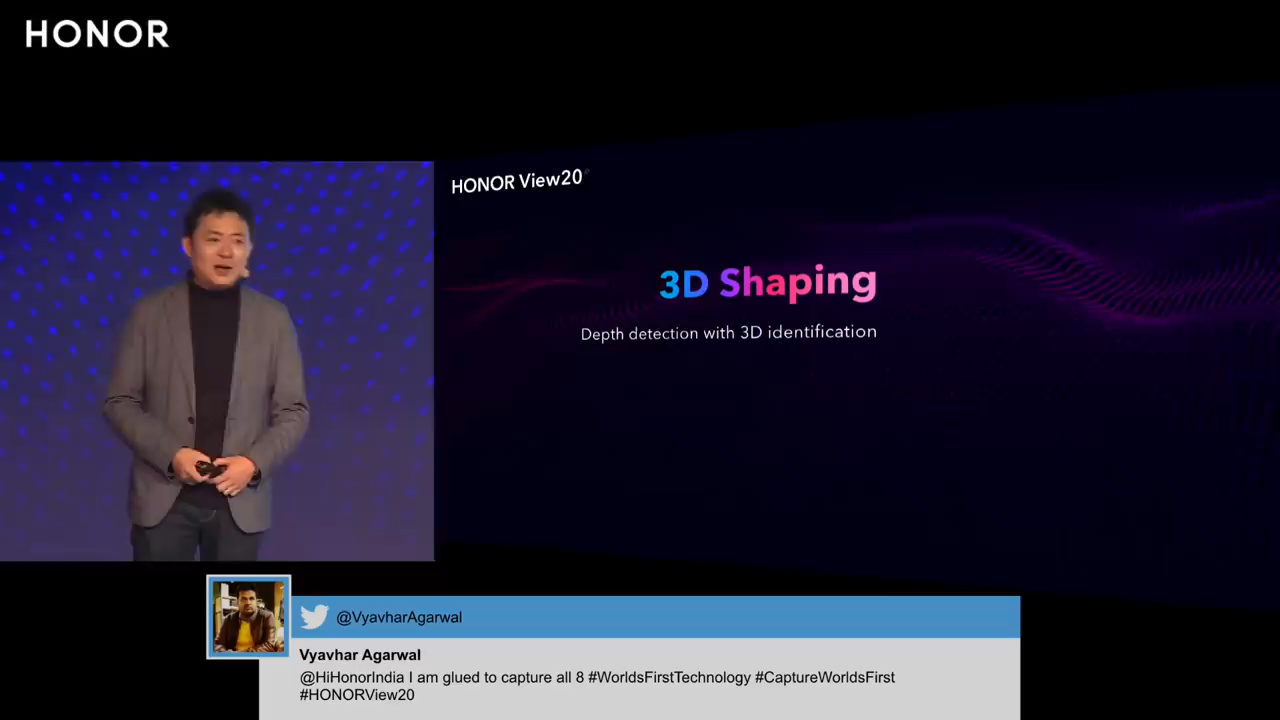 HONOR
HONOR View20
3D Shaping
Depth detection with 3D identification
@VyavharAgarwal
Vyavhar Agarwal
@HiHonorIndia I am glued to capture all 8 #WorldsFirstTechnology #CaptureWorldsFirst
#HONORView20